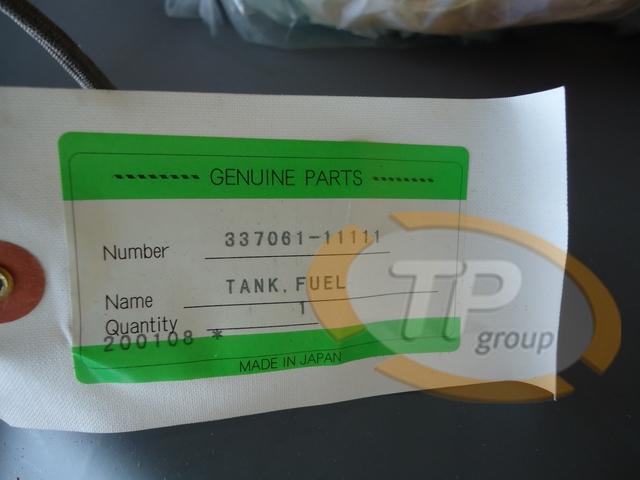 GENUINE PARTS
Number 337061-11111
Name TANK, FUEL
Quantity 1
200108 *
MADE IN JAPAN
TP
group